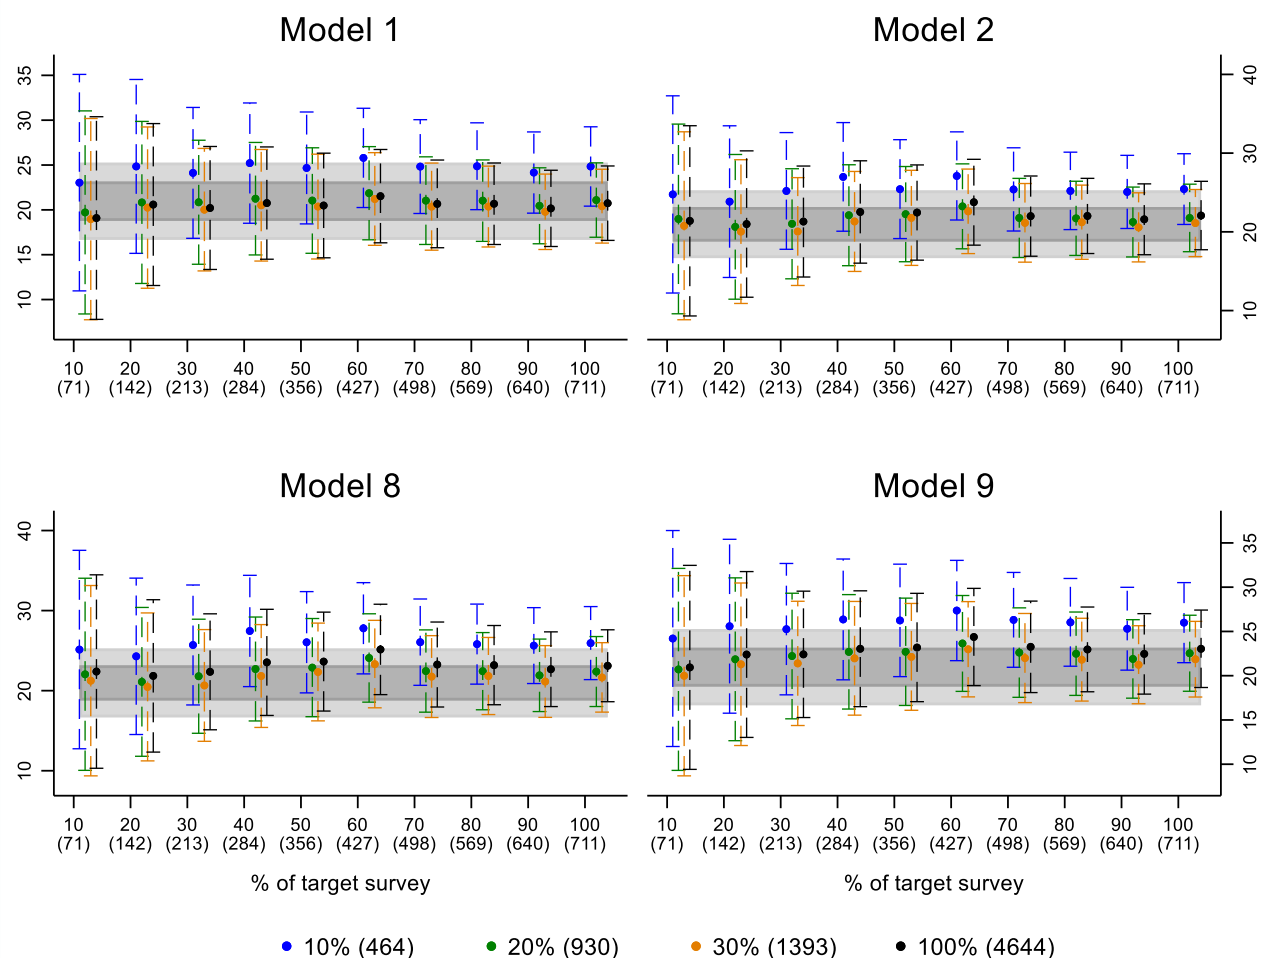 Model 1
Model 2
35
30
25
20
15
10
40
30
20
10
10 20 30 40 50 60 70 80 90 100
(71) (142) (213) (284) (356) (427) (498) (569) (640) (711)
10 20 30 40 50 60 70 80 90 100
(71) (142) (213) (284) (356) (427) (498) (569) (640) (711)
Model 8
Model 9
40
30
20
10
35
30
25
20
15
10
10 20 30 40 50 60 70 80 90 100
(71) (142) (213) (284) (356) (427) (498) (569) (640) (711)
10 20 30 40 50 60 70 80 90 100
(71) (142) (213) (284) (356) (427) (498) (569) (640) (711)
% of target survey
% of target survey
10% (464) 20% (930) 30% (1393) 100% (4644)